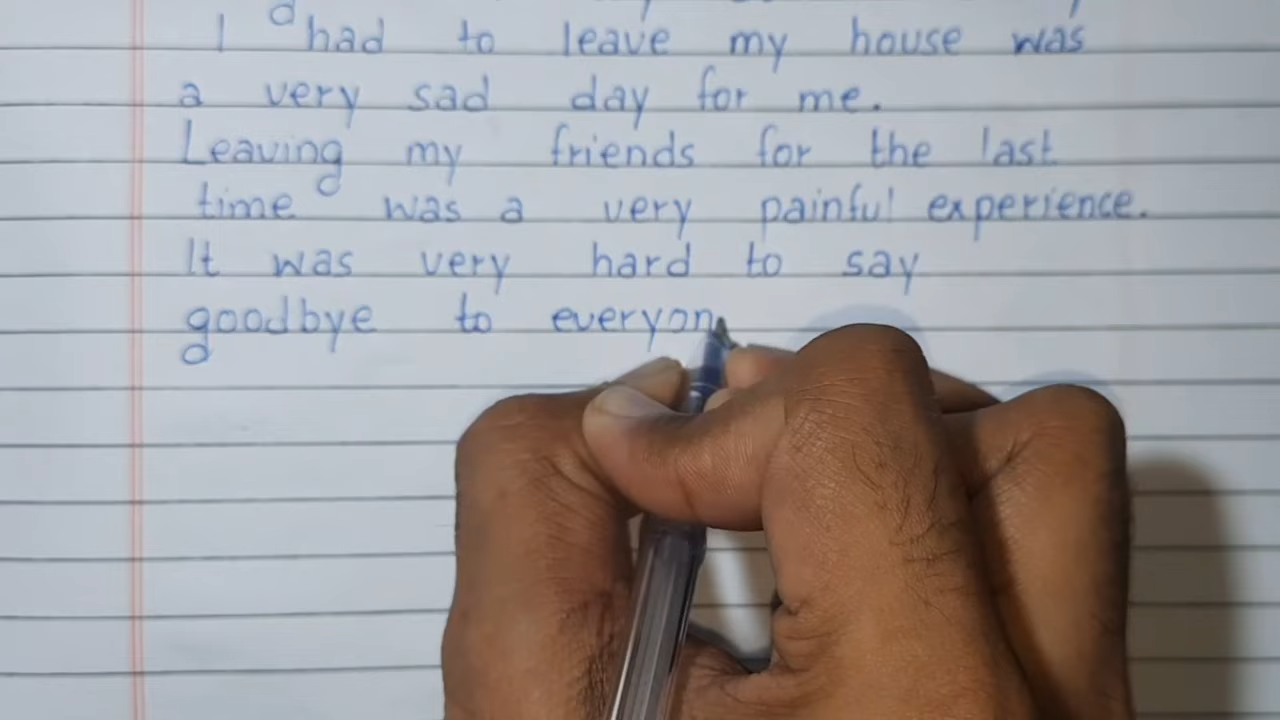 I had to leave my house was
a very sad day for me.
Leaving my friends for the last
time was a very painful experience.
It was very hard to say
goodbye to everyon